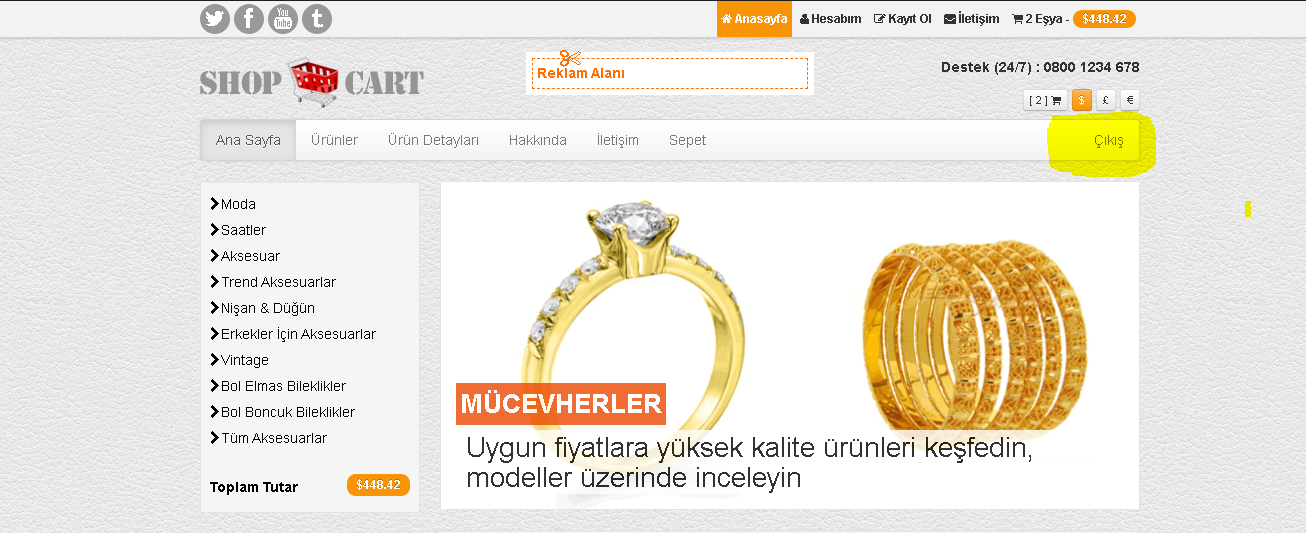 You Tube
Anasayfa Hesabım Kayıt Ol İletişim 2 Eşya - $448.42
SHOP CART
Reklam Alanı
Destek (24/7) : 0800 1234 678
[ 2 ] $ £ €
Ana Sayfa Ürünler Ürün Detayları Hakkında İletişim Sepet Çıkış
Moda
Saatler
Aksesuar
Trend Aksesuarlar
Nişan & Düğün
Erkekler İçin Aksesuarlar
Vintage
Bol Elmas Bileklikler
Bol Boncuk Bileklikler
Tüm Aksesuarlar
Toplam Tutar $448.42
MÜCEVHERLER
Uygun fiyatlara yüksek kalite ürünleri keşfedin,
modeller üzerinde inceleyin